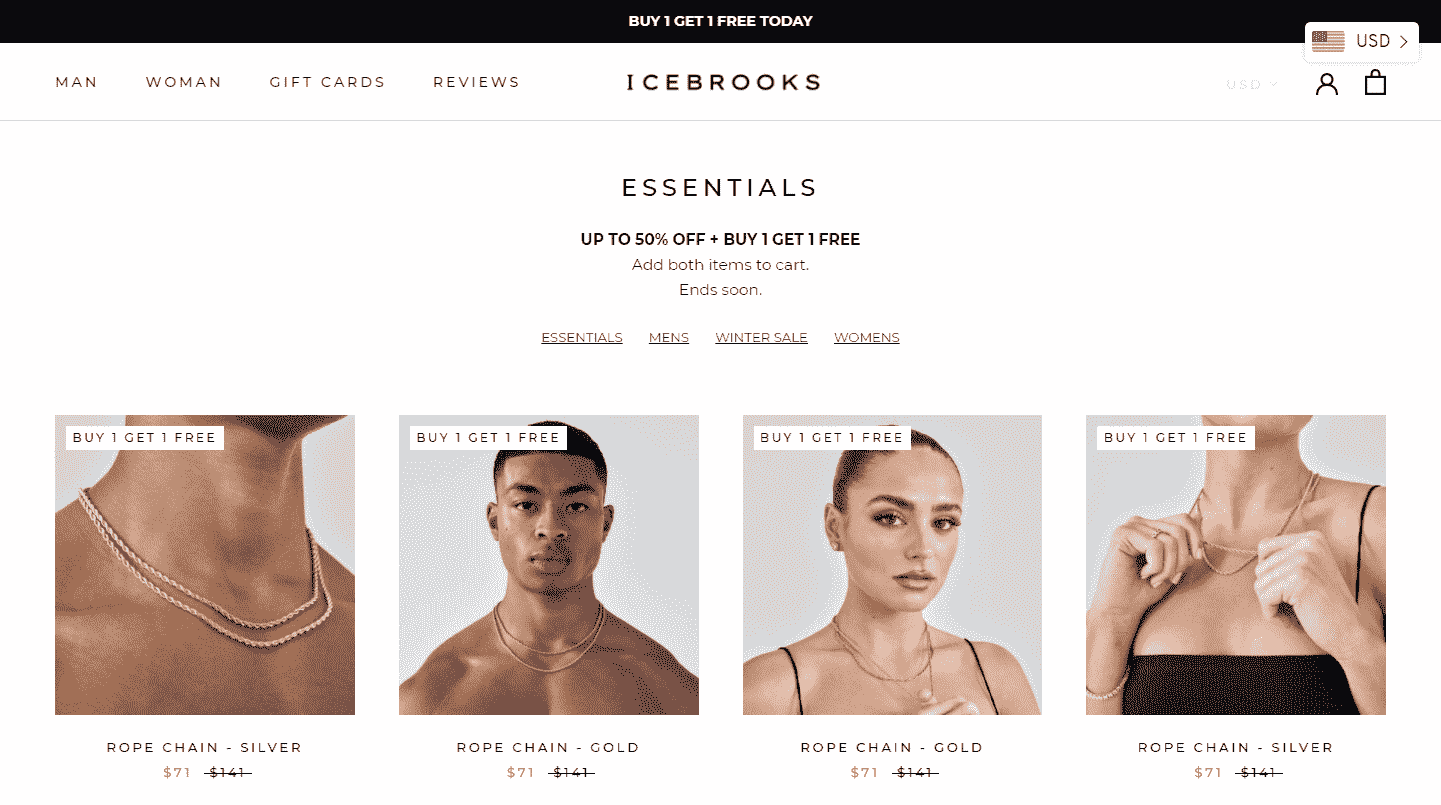 BUY 1 GET 1 FREE TODAY
USD
MAN WOMAN GIFT CARDS REVIEWS ICEBROOKS USD
ESSENTIALS
UP TO 50% OFF + BUY 1 GET 1 FREE
Add both items to cart.
Ends soon.
ESSENTIALS MENS WINTER SALE WOMENS
BUY 1 GET 1 FREE BUY 1 GET 1 FREE BUY 1 GET 1 FREE BUY 1 GET 1 FREE
ROPE CHAIN - SILVER ROPE CHAIN - GOLD ROPE CHAIN - GOLD ROPE CHAIN - SILVER
$71 $141 $71 $141 $71 $141 $71 $141